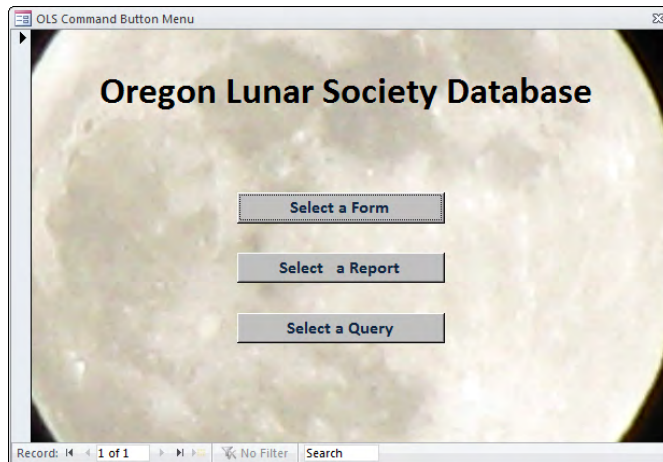 OLS Command Button Menu
Oregon Lunar Society Database
Select a Form
Select   a Report
Select a Query
Record: 1 of 1 No Filter Search